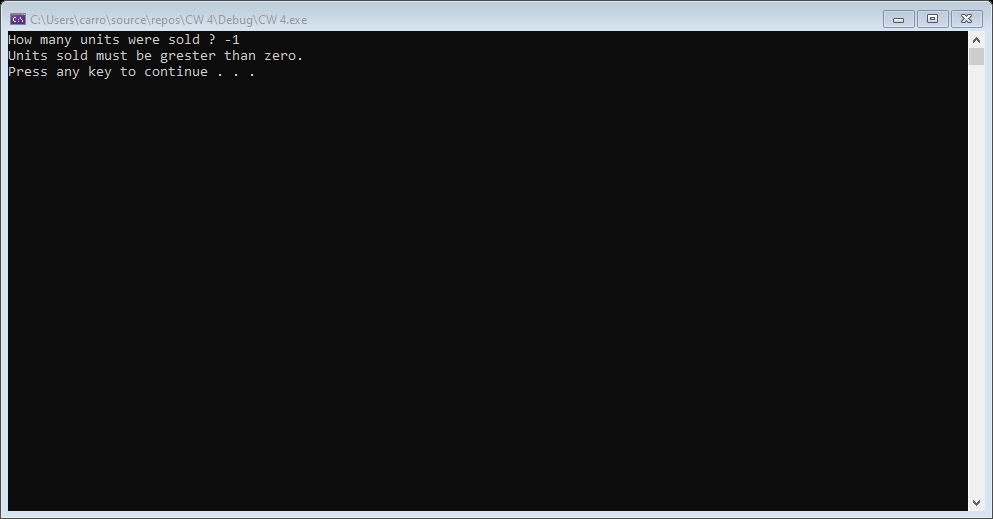 C:\Users\carro\source\repos\CW 4\Debug\CW 4.exe
How many units were sold ? -1
Units sold must be grester than zero.
Press any key to continue . . .